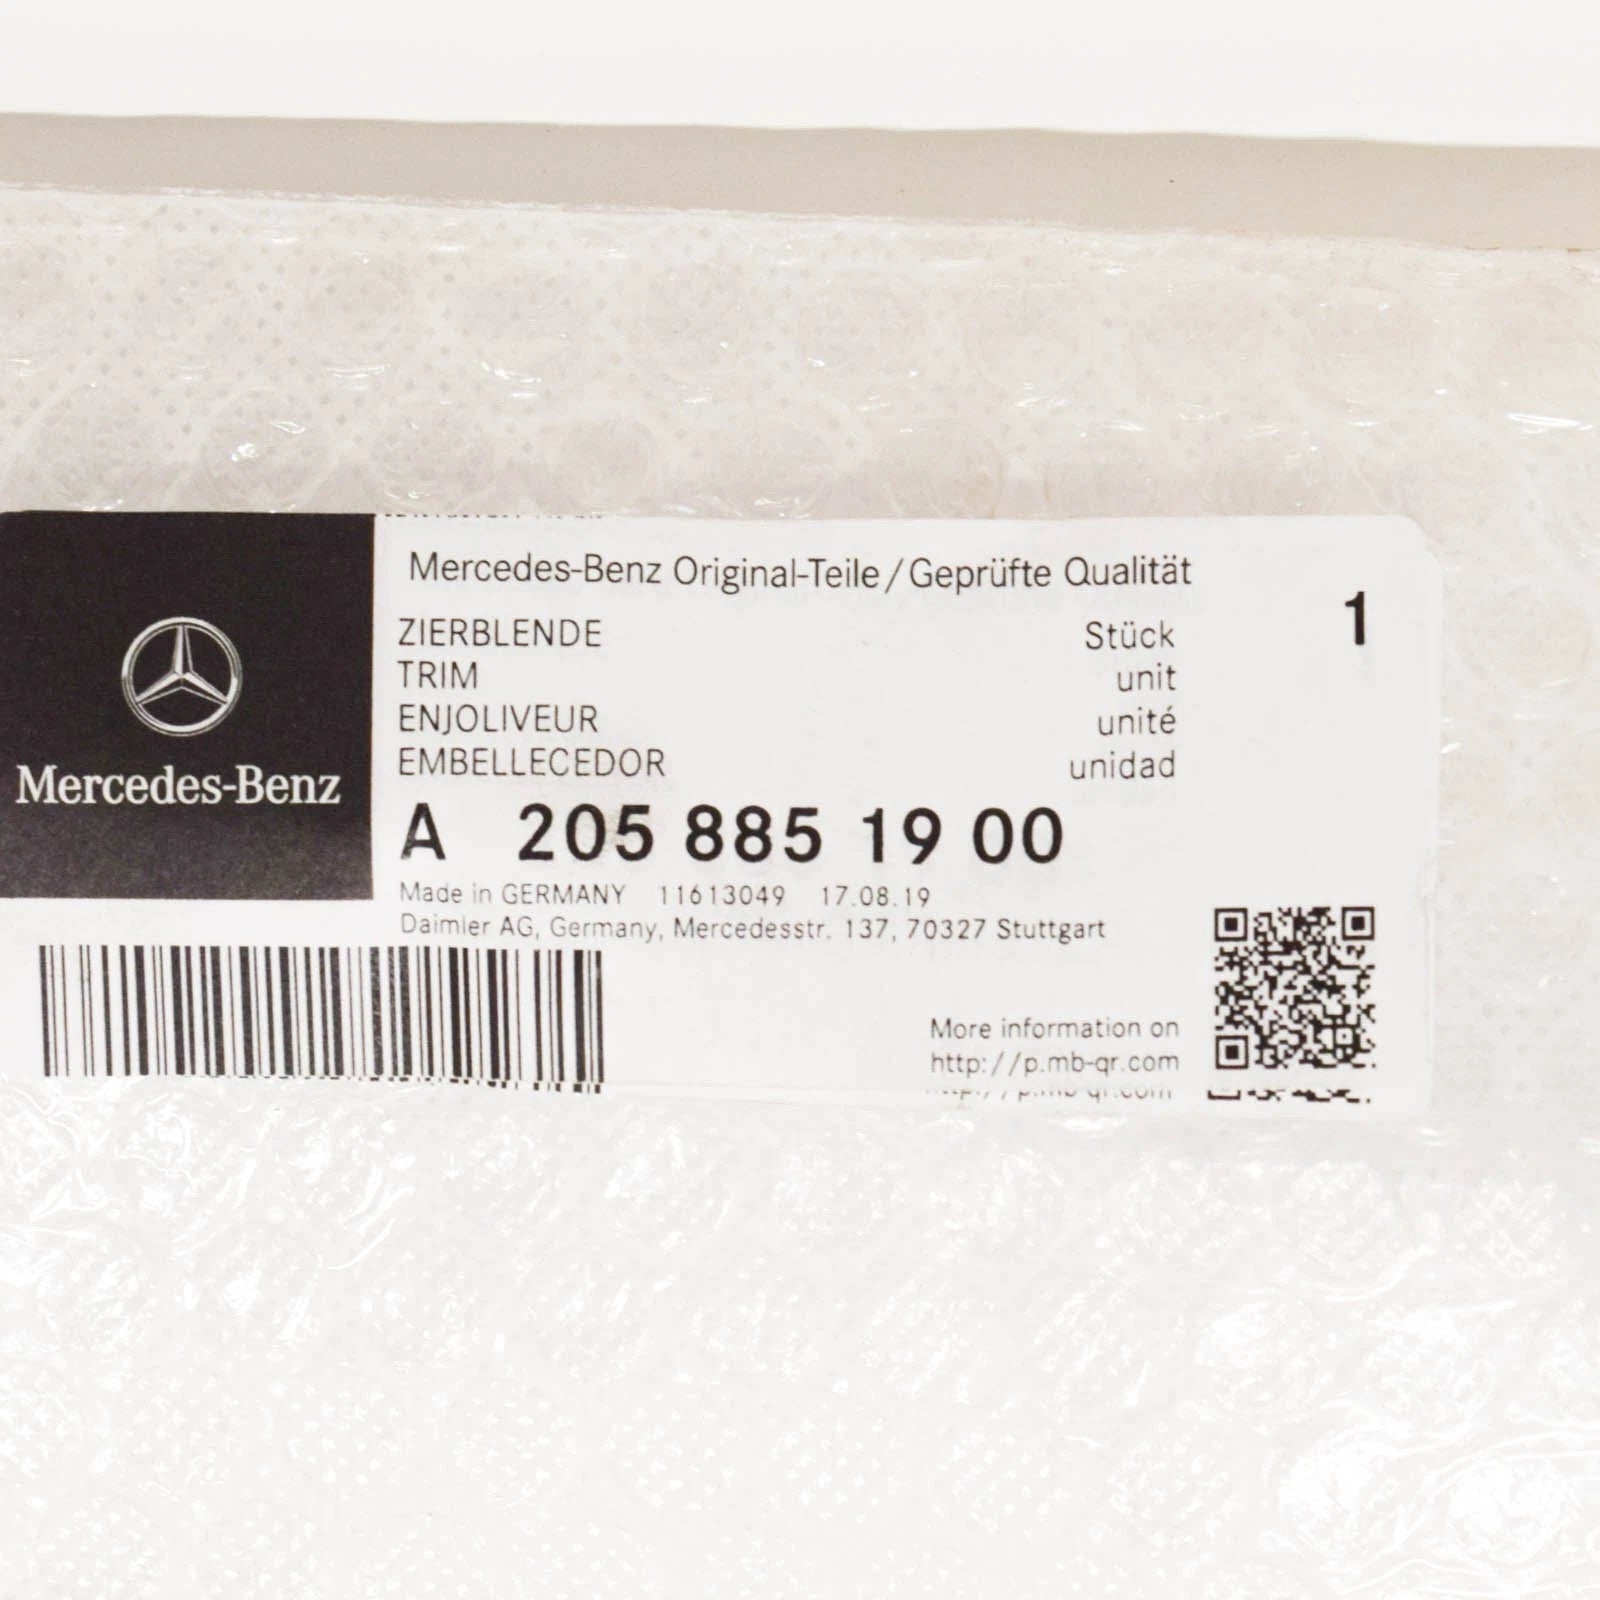 Mercedes-Benz Original-Teile / Geprüfte Qualität
ZIERBLENDE Stück 1
TRIM unit
ENJOLIVEUR unité
EMBELLECEDOR unidad
Mercedes-Benz
A 205 885 19 00
Made in GERMANY 11613049 17.08.19
Daimler AG, Germany, Mercedesstr. 137, 70327 Stuttgart
More information on
http://p.mb-qr.com